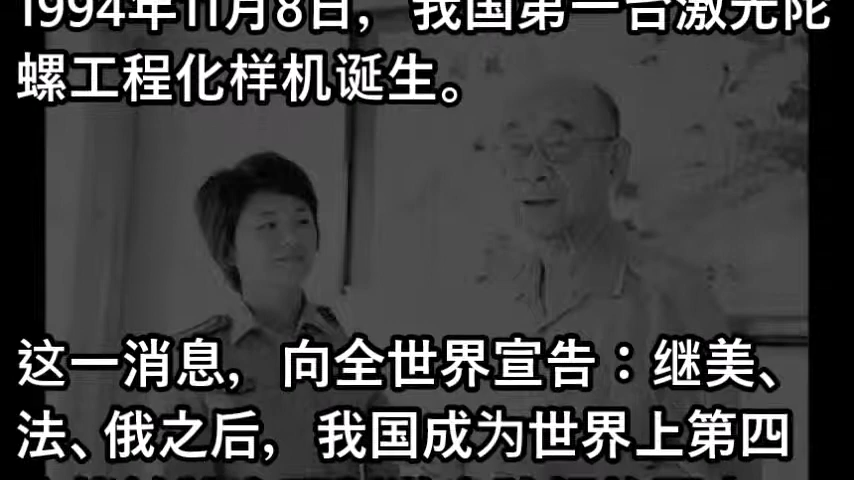 1994年11月8日，我国第一台激光陀
螺工程化样机诞生。
这一消息，向全世界宣告：继美、
法、俄之后，我国成为世界上第四